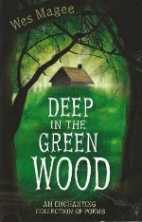 Wes Magee
DEEP
IN THE
GREEN
WOOD
AN ENCHANTING
COLLECTION OF POEMS